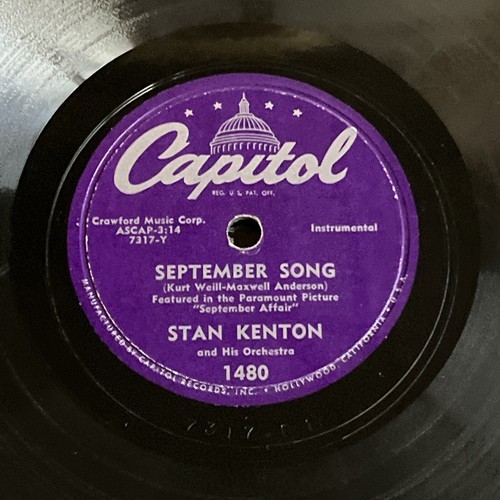 Capitol
REG. U.S. PAT. OFF.
Crawford Music Corp.
ASCAP-3:14
7317-Y
Instrumental
SEPTEMBER SONG
(Kurt Weill-Maxwell Anderson)
Featured in the Paramount Picture
"September Affair"
STAN KENTON
and His Orchestra
1480
MANUFACTURED BY CAPITOL RECORDS, INC. • HOLLYWOOD, CALIFORNIA • U.S.A.